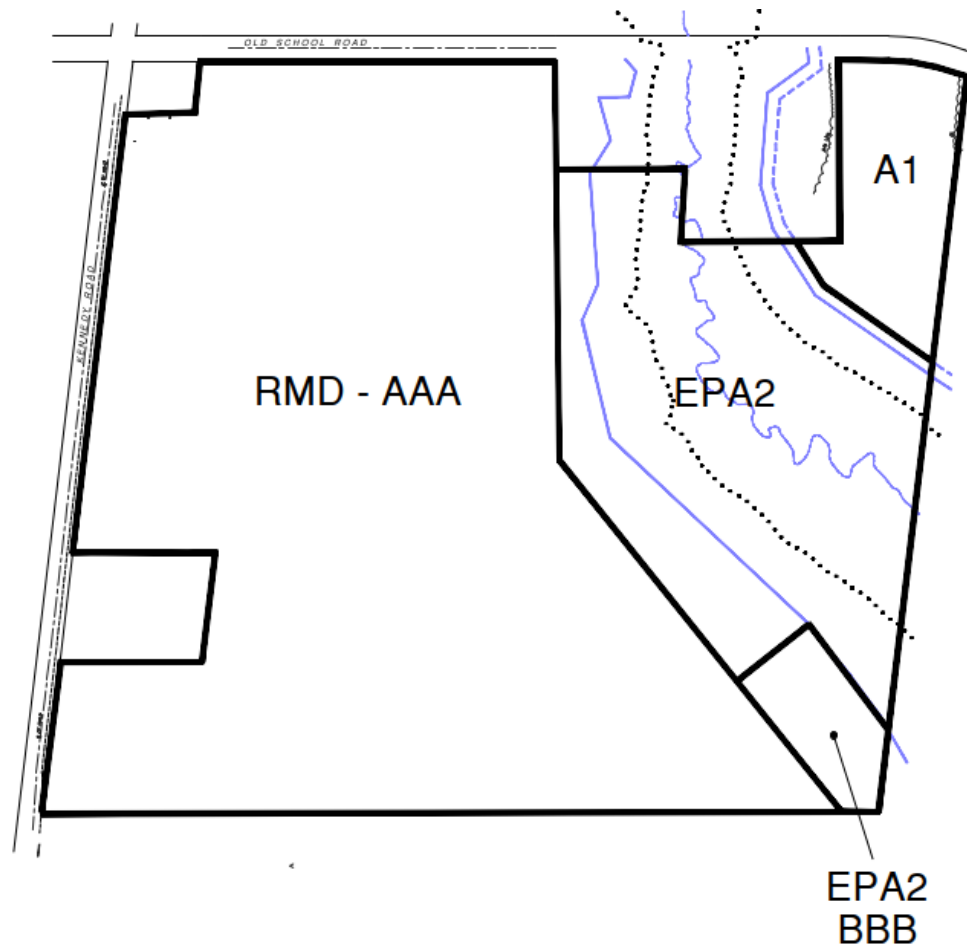 OLD SCHOOL ROAD
A1
KENNEDY ROAD
RMD - AAA
EPA2
EPA2
BBB